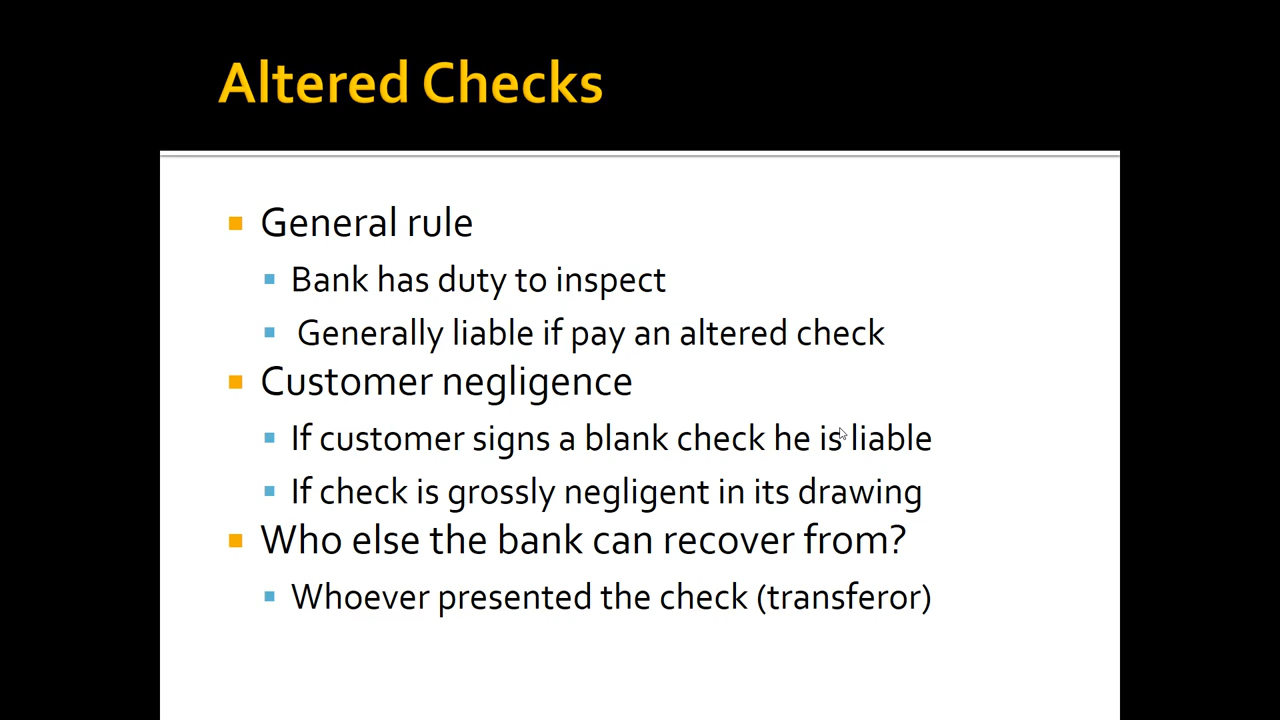 Altered Checks
General rule
Bank has duty to inspect
Generally liable if pay an altered check
Customer negligence
If customer signs a blank check he is liable
If check is grossly negligent in its drawing
Who else the bank can recover from?
Whoever presented the check (transferor)